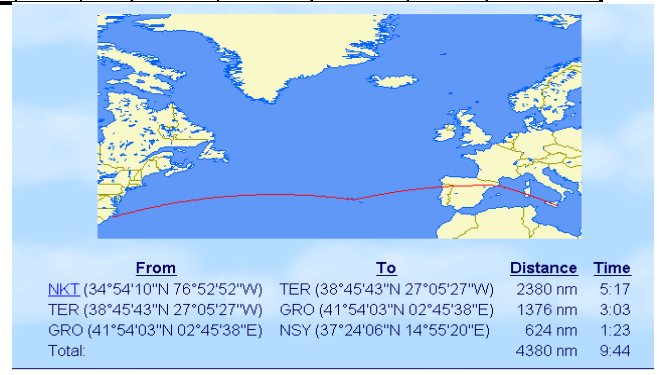 From To Distance Time
NKT (34°54'10"N 76°52'52"W) TER (38°45'43"N 27°05'27"W) 2380 nm 5:17
TER (38°45'43"N 27°05'27"W) GRO (41°54'03"N 02°45'38"E) 1376 nm 3:03
GRO (41°54'03"N 02°45'38"E) NSY (37°24'06"N 14°55'20"E) 624 nm 1:23
Total: 4380 nm 9:44